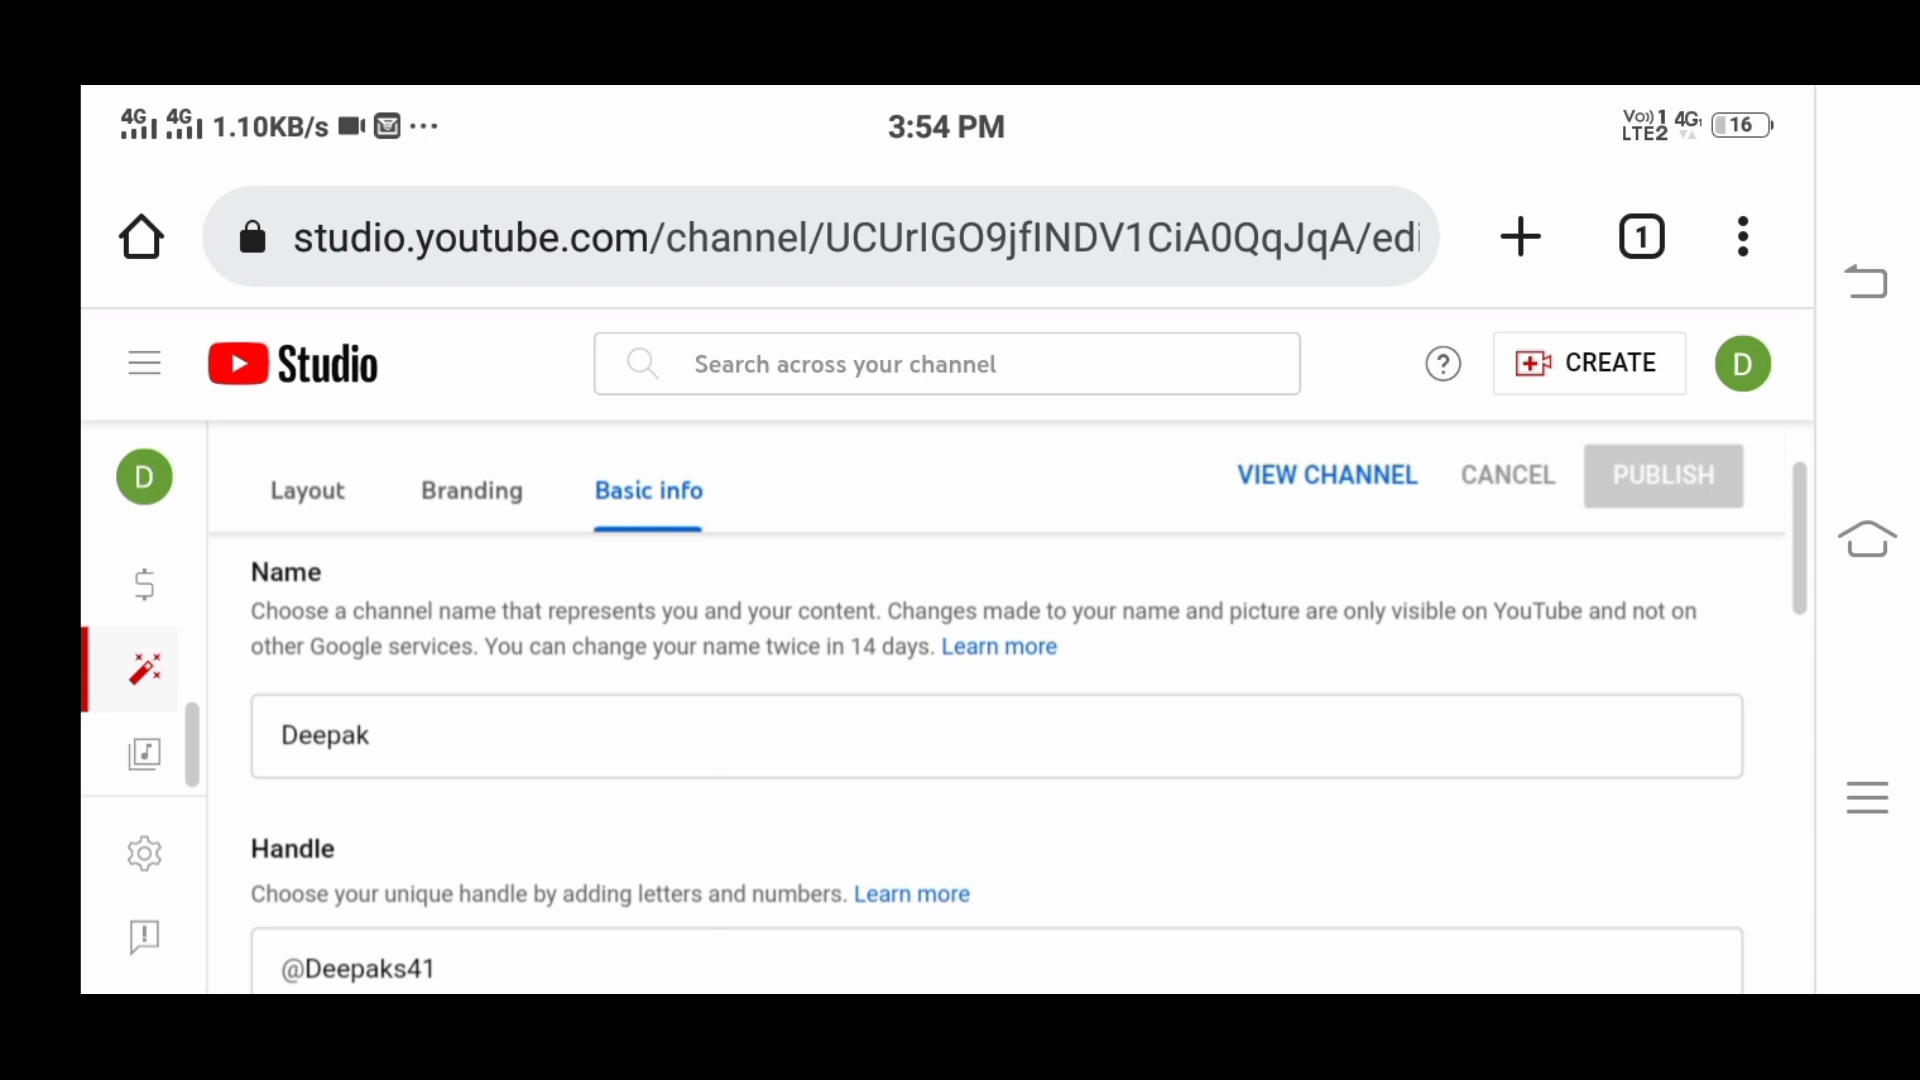 4G 4G 1.10KB/s ... 3:54 PM Vo)) 1 4G 16
LTE2
studio.youtube.com/channel/UCUrIGO9jfINDV1CiA0QqJqA/edi 1
Studio Search across your channel ? CREATE D
D Layout Branding Basic info VIEW CHANNEL CANCEL PUBLISH
Name
Choose a channel name that represents you and your content. Changes made to your name and picture are only visible on YouTube and not on
other Google services. You can change your name twice in 14 days. Learn more
Deepak
Handle
Choose your unique handle by adding letters and numbers. Learn more
@Deepaks41